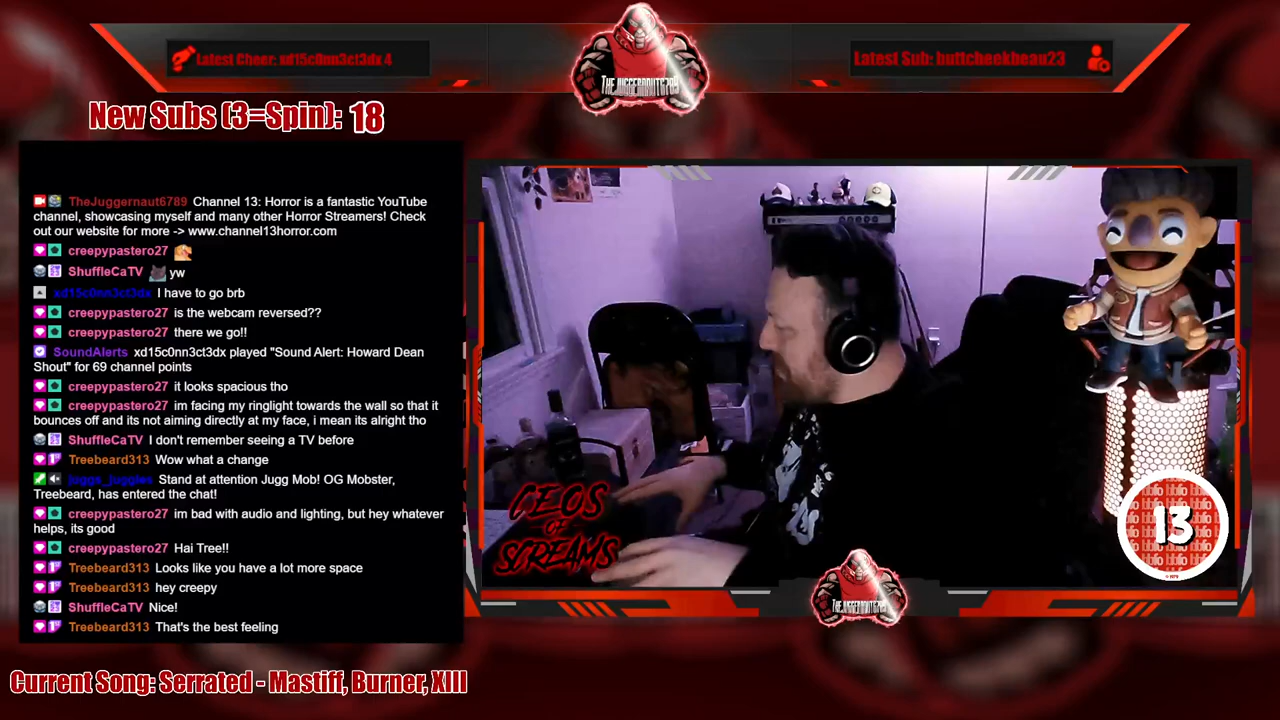 Latest Cheer: xd15c0nn3ct3dx 4
THEJUGGERNAUT6789
Latest Sub: buttcheekbeau23
New Subs (3=Spin): 18
TheJuggernaut6789 Channel 13: Horror is a fantastic YouTube
channel, showcasing myself and many other Horror Streamers! Check
out our website for more -> www.channel13horror.com
creepypastero27
ShuffleCaTV yw
xd15c0nn3ct3dx I have to go brb
creepypastero27 is the webcam reversed??
creepypastero27 there we go!!
SoundAlerts xd15c0nn3ct3dx played "Sound Alert: Howard Dean
Shout" for 69 channel points
creepypastero27 it looks spacious tho
creepypastero27 im facing my ringlight towards the wall so that it
bounces off and its not aiming directly at my face, i mean its alright tho
ShuffleCaTV I don't remember seeing a TV before
Treebeard313 Wow what a change
juggs_juggles Stand at attention Jugg Mob! OG Mobster,
Treebeard, has entered the chat!
creepypastero27 im bad with audio and lighting, but hey whatever
helps, its good
creepypastero27 Hai Tree!!
Treebeard313 Looks like you have a lot more space
Treebeard313 hey creepy
ShuffleCaTV Nice!
Treebeard313 That's the best feeling
CEOS
OF
SCREAMS
13
THEJUGGERNAUT6789
Current Song: Serrated - Mastiff, Burner, XIII